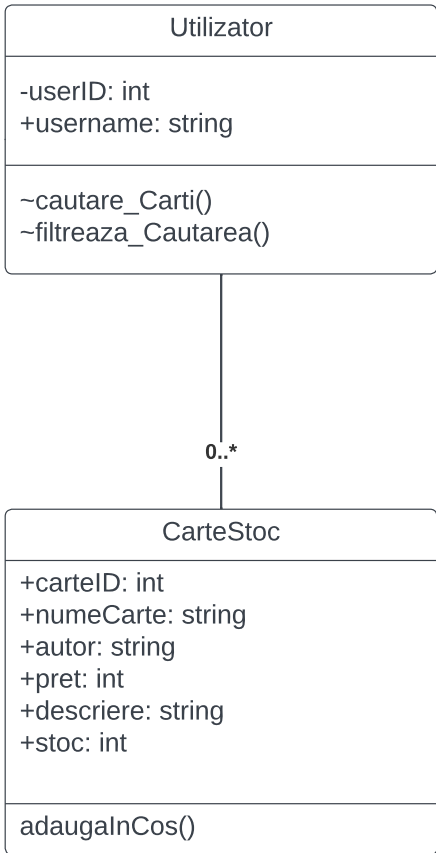 Utilizator
-userID: int
+username: string
~cautare_Carti()
~filtreaza_Cautarea()
0..*
CarteStoc
+carteID: int
+numeCarte: string
+autor: string
+pret: int
+descriere: string
+stoc: int
adaugaInCos()